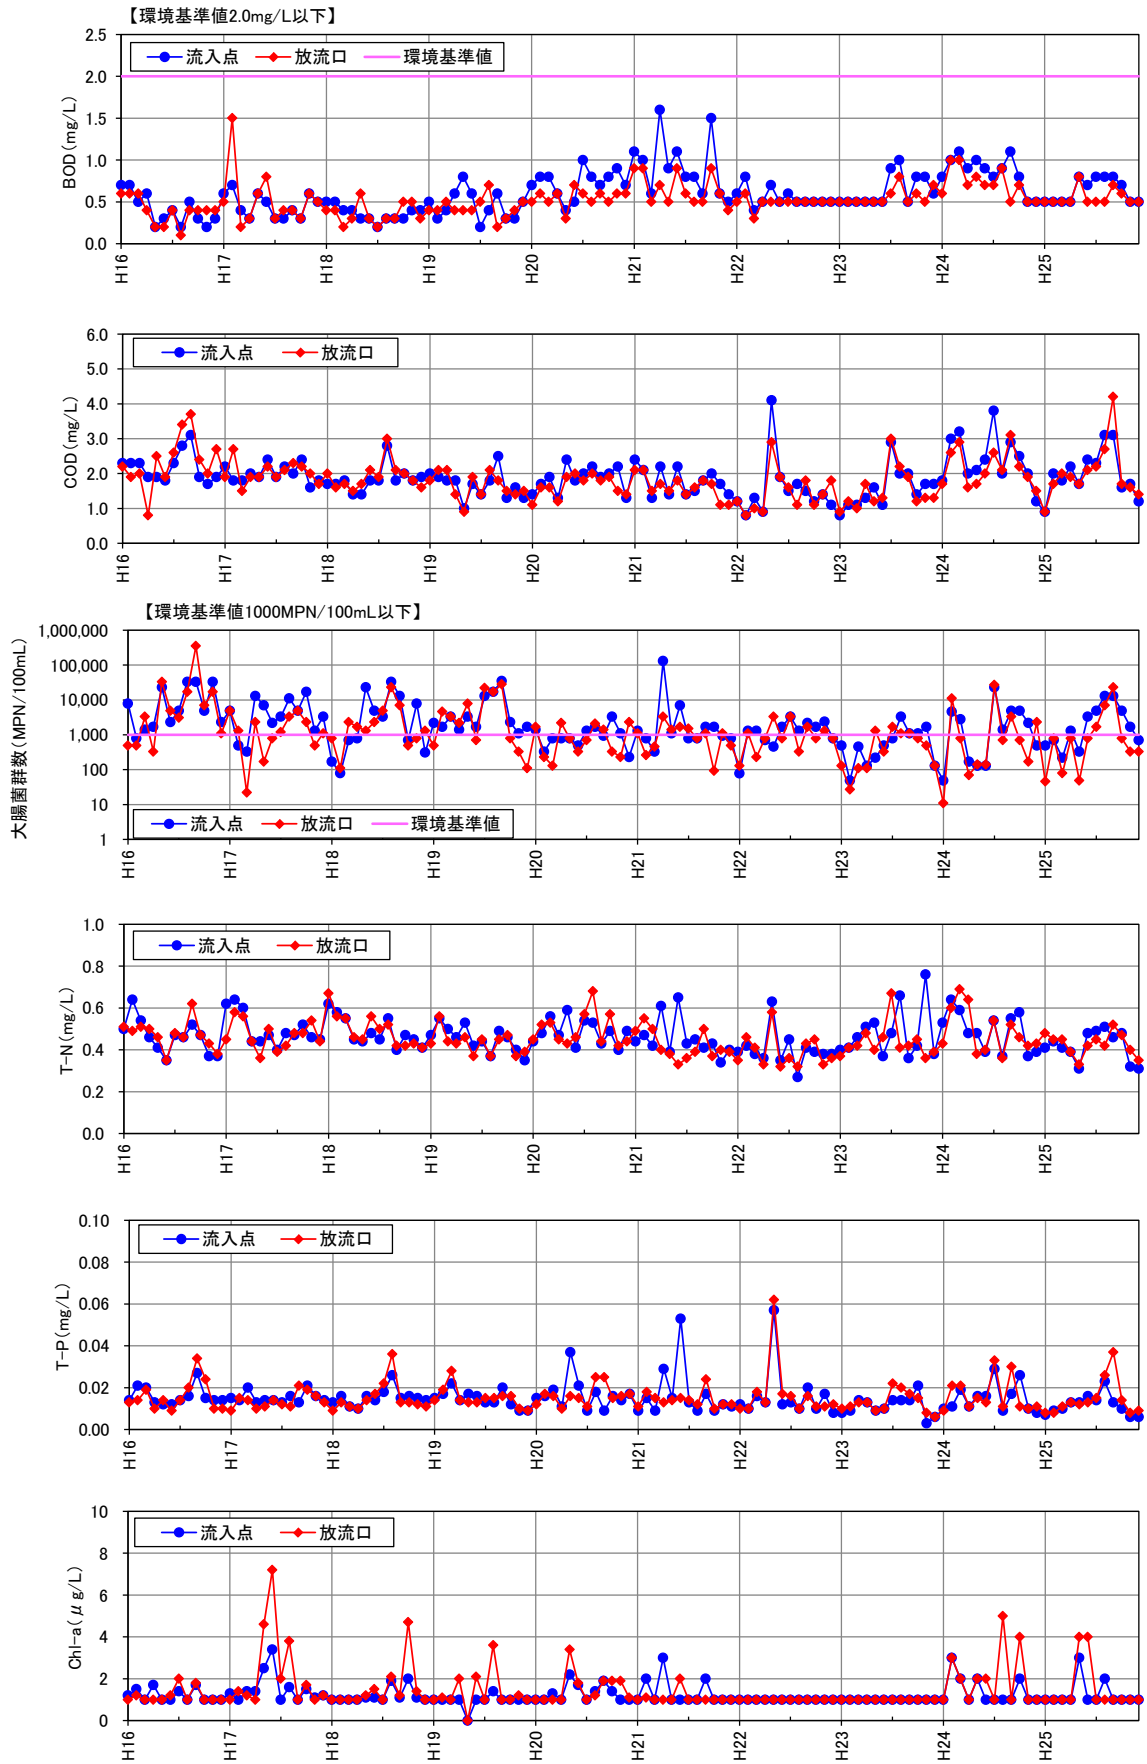 【環境基準値2.0mg/L以下】
2.5
2.0
1.5
1.0
0.5
0.0
BOD(mg/L)
流入点 放流口 環境基準値
H16 H17 H18 H19 H20 H21 H22 H23 H24 H25
6.0
5.0
4.0
3.0
2.0
1.0
0.0
COD(mg/L)
流入点 放流口
H16 H17 H18 H19 H20 H21 H22 H23 H24 H25
【環境基準値1000MPN/100mL以下】
1,000,000
100,000
10,000
1,000
100
10
1
大腸菌群数(MPN/100mL)
流入点 放流口 環境基準値
H16 H17 H18 H19 H20 H21 H22 H23 H24 H25
1.0
0.8
0.6
0.4
0.2
0.0
T-N(mg/L)
流入点 放流口
H16 H17 H18 H19 H20 H21 H22 H23 H24 H25
0.10
0.08
0.06
0.04
0.02
0.00
T-P(mg/L)
流入点 放流口
H16 H17 H18 H19 H20 H21 H22 H23 H24 H25
10
8
6
4
2
0
Chl-a(μg/L)
流入点 放流口
H16 H17 H18 H19 H20 H21 H22 H23 H24 H25